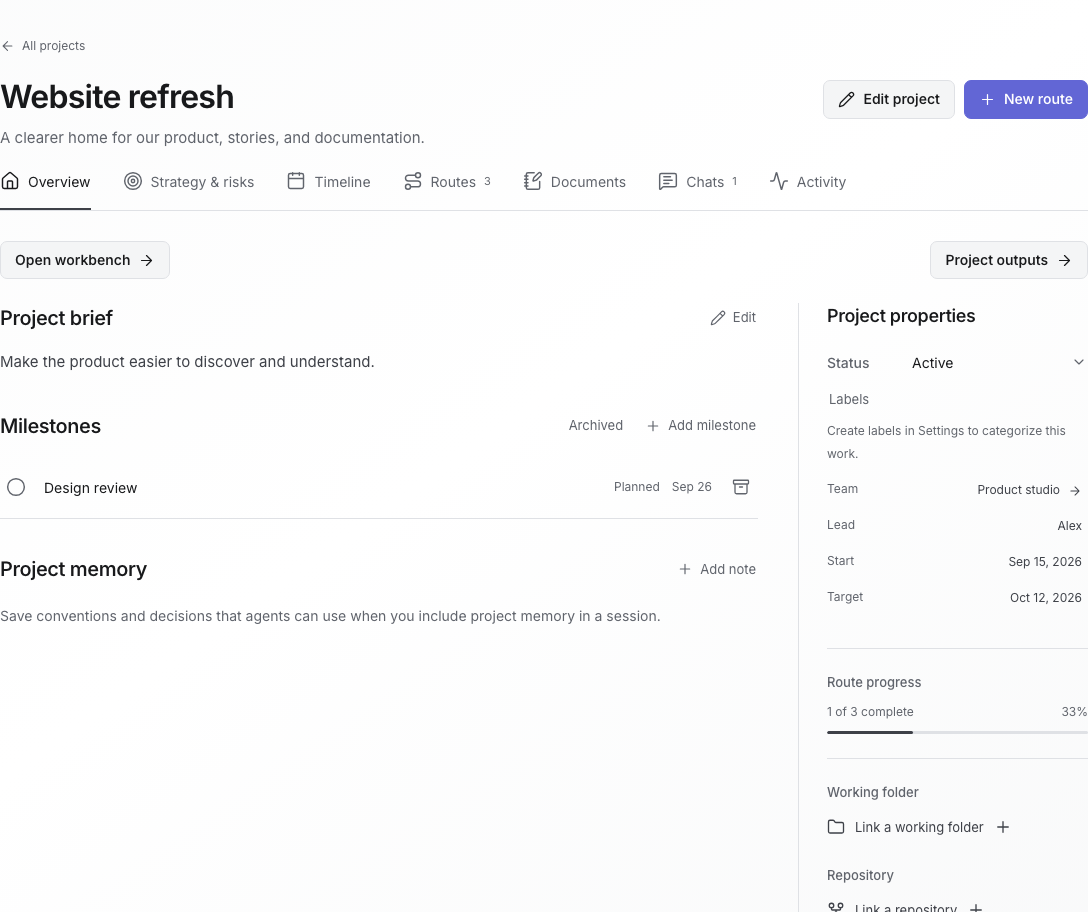 All projects
Website refresh
Edit project
New route
A clearer home for our product, stories, and documentation.
Overview
Strategy & risks
Timeline
Routes 3
Documents
Chats 1
Activity
Open workbench
Project outputs
Project brief
Edit
Make the product easier to discover and understand.
Milestones
Archived
Add milestone
Design review
Planned Sep 26
Project memory
Add note
Save conventions and decisions that agents can use when you include project memory in a session.
Project properties
Status Active
Labels
Create labels in Settings to categorize this
work.
Team Product studio
Lead Alex
Start Sep 15, 2026
Target Oct 12, 2026
Route progress
1 of 3 complete 33%
Working folder
Link a working folder
Repository
Link a repository